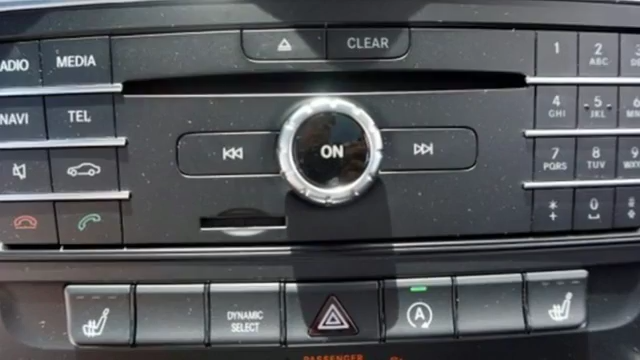 CLEAR
ADIO MEDIA
1 2 ABC 3
NAVI TEL
4 GHI 5 JKL 6
ON
7 PQRS 8 TUV 9
* + 0
DYNAMIC
SELECT
A
PASSENGER